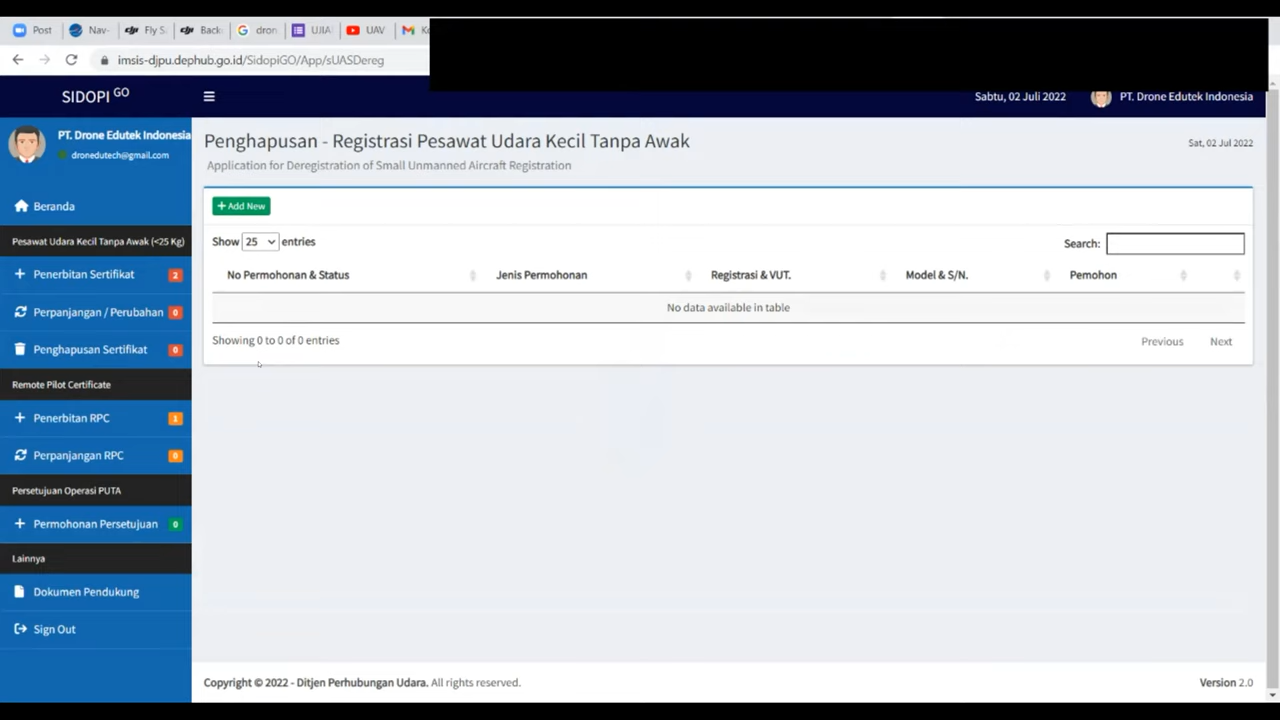 Post
Nav-
dji Fly S
dji Back
dron
UJIA
UAV
imsis-djpu.dephub.go.id/SidopiGO/App/sUASDereg
SIDOPI GO
Sabtu, 02 Juli 2022
PT. Drone Edutek Indonesia
PT. Drone Edutek Indonesia
dronedutech@gmail.com
Beranda
Pesawat Udara Kecil Tanpa Awak (<25 Kg)
Penerbitan Sertifikat 2
Perpanjangan / Perubahan 0
Penghapusan Sertifikat 0
Remote Pilot Certificate
Penerbitan RPC 1
Perpanjangan RPC 0
Persetujuan Operasi PUTA
Permohonan Persetujuan 0
Lainnya
Dokumen Pendukung
Sign Out
Penghapusan - Registrasi Pesawat Udara Kecil Tanpa Awak
Sat, 02 Jul 2022
Application for Deregistration of Small Unmanned Aircraft Registration
+ Add New
Show 25 entries
Search:
No Permohonan & Status
Jenis Permohonan
Registrasi & VUT.
Model & S/N.
Pemohon
No data available in table
Showing 0 to 0 of 0 entries
Previous
Next
Copyright © 2022 - Ditjen Perhubungan Udara. All rights reserved.
Version 2.0